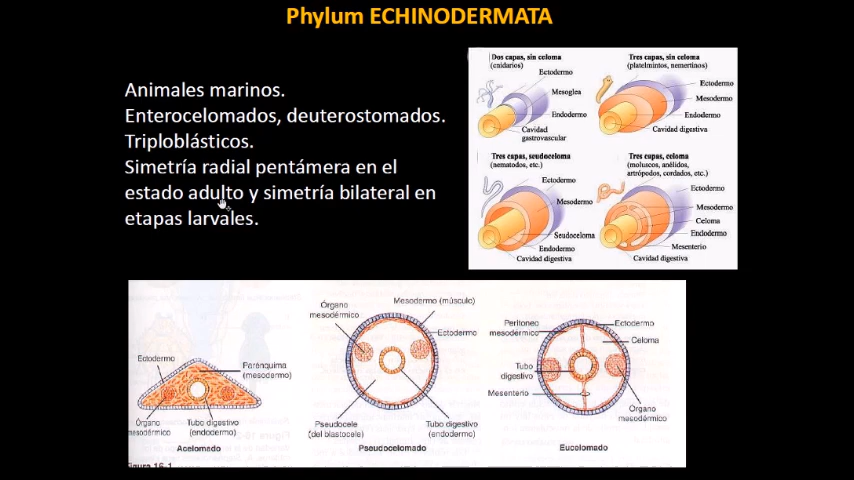 Phylum ECHINODERMATA
Animales marinos.
Enterocelomados, deuterostomados.
Triploblásticos.
Simetría radial pentámera en el
estado adulto y simetría bilateral en
etapas larvales.
Dos capas, sin celoma
(cnidarios)
Ectodermo
Mesoglea
Endodermo
Cavidad
gastrovascular
Tres capas, sin celoma
(platelmintos, nemertinos)
Ectodermo
Mesodermo
Endodermo
Cavidad digestiva
Tres capas, seudoceloma
(nematodos, etc.)
Ectodermo
Mesodermo
Seudoceloma
Endodermo
Cavidad digestiva
Tres capas, celoma
(moluscos, anélidos,
artrópodos, cordados, etc.)
Ectodermo
Mesodermo
Celoma
Endodermo
Mesenterio
Cavidad digestiva
Ectodermo
Parénquima
(mesodermo)
Órgano
mesodérmico
Tubo digestivo
(endodermo)
Acelomado
Órgano
mesodérmico
Mesodermo (músculo)
Ectodermo
Pseudocele
(del blastocele)
Tubo digestivo
(endodermo)
Pseudocelomado
Peritoneo
mesodérmico
Ectodermo
Celoma
Tubo
digestivo
Mesenterio
Órgano
mesodérmico
Eucelomado
Figura 16-1